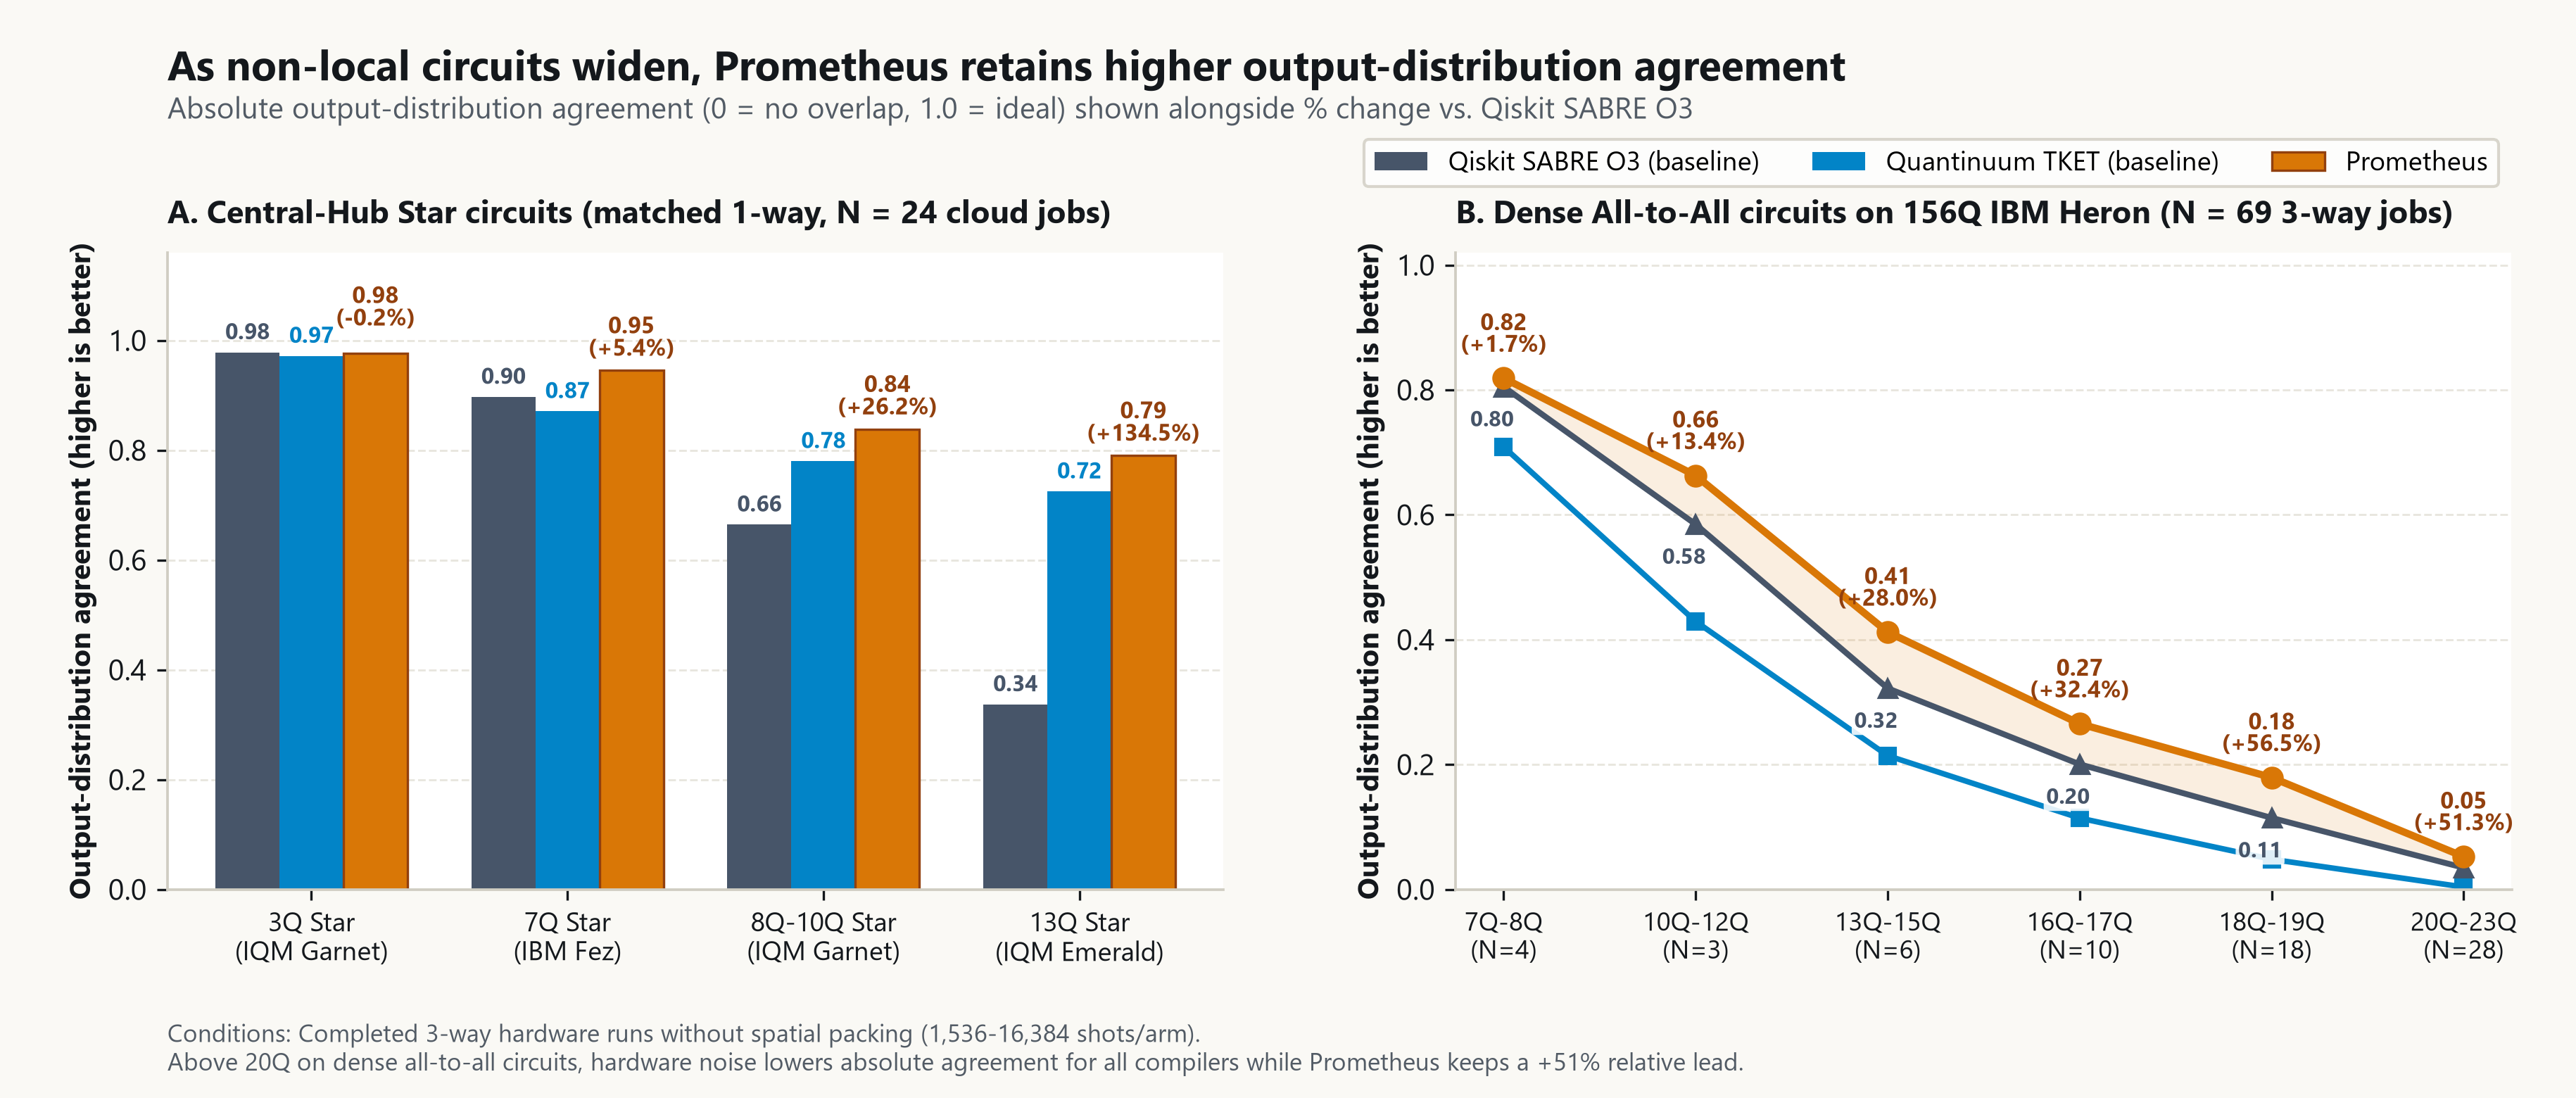 As non-local circuits widen, Prometheus retains higher output-distribution agreement
Absolute output-distribution agreement (0 = no overlap, 1.0 = ideal) shown alongside % change vs. Qiskit SABRE O3
Qiskit SABRE O3 (baseline)
Quantinuum TKET (baseline)
Prometheus
A. Central-Hub Star circuits (matched 1-way, N = 24 cloud jobs)
Output-distribution agreement (higher is better)
1.0
0.8
0.6
0.4
0.2
0.0
0.98
0.97
0.98
(-0.2%)
0.90
0.87
0.95
(+5.4%)
0.66
0.78
0.84
(+26.2%)
0.34
0.72
0.79
(+134.5%)
3Q Star
(IQM Garnet)
7Q Star
(IBM Fez)
8Q-10Q Star
(IQM Garnet)
13Q Star
(IQM Emerald)
B. Dense All-to-All circuits on 156Q IBM Heron (N = 69 3-way jobs)
Output-distribution agreement (higher is better)
1.0
0.8
0.6
0.4
0.2
0.0
0.82
(+1.7%)
0.80
0.66
(+13.4%)
0.58
0.41
(+28.0%)
0.32
0.27
(+32.4%)
0.20
0.18
(+56.5%)
0.11
0.05
(+51.3%)
7Q-8Q
(N=4)
10Q-12Q
(N=3)
13Q-15Q
(N=6)
16Q-17Q
(N=10)
18Q-19Q
(N=18)
20Q-23Q
(N=28)
Conditions: Completed 3-way hardware runs without spatial packing (1,536-16,384 shots/arm).
Above 20Q on dense all-to-all circuits, hardware noise lowers absolute agreement for all compilers while Prometheus keeps a +51% relative lead.